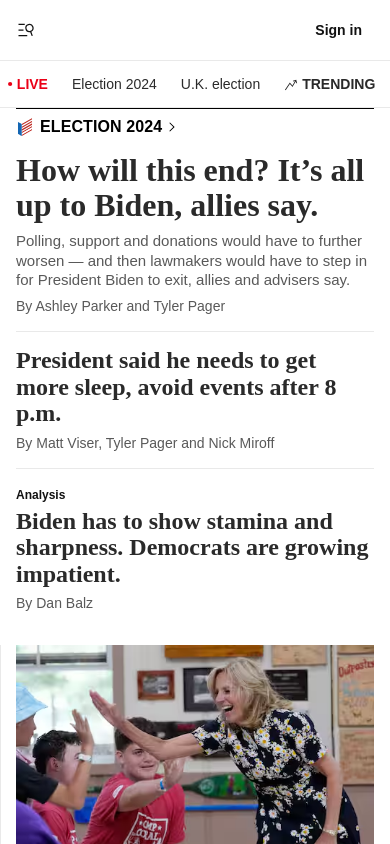 Sign in
LIVE
Election 2024
U.K. election
TRENDING
ELECTION 2024
How will this end? It’s all
up to Biden, allies say.
Polling, support and donations would have to further
worsen — and then lawmakers would have to step in
for President Biden to exit, allies and advisers say.
By Ashley Parker and Tyler Pager
President said he needs to get
more sleep, avoid events after 8
p.m.
By Matt Viser, Tyler Pager and Nick Miroff
Analysis
Biden has to show stamina and
sharpness. Democrats are growing
impatient.
By Dan Balz